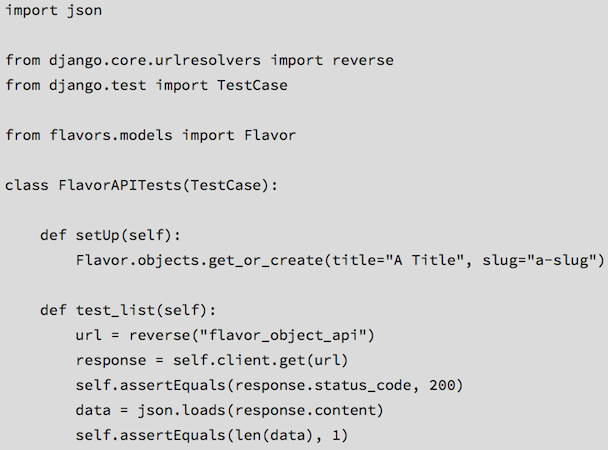 import json
from django.core.urlresolvers import reverse
from django.test import TestCase
from flavors.models import Flavor
class FlavorAPITests(TestCase):
    def setUp(self):
        Flavor.objects.get_or_create(title="A Title", slug="a-slug")
    def test_list(self):
        url = reverse("flavor_object_api")
        response = self.client.get(url)
        self.assertEquals(response.status_code, 200)
        data = json.loads(response.content)
        self.assertEquals(len(data), 1)